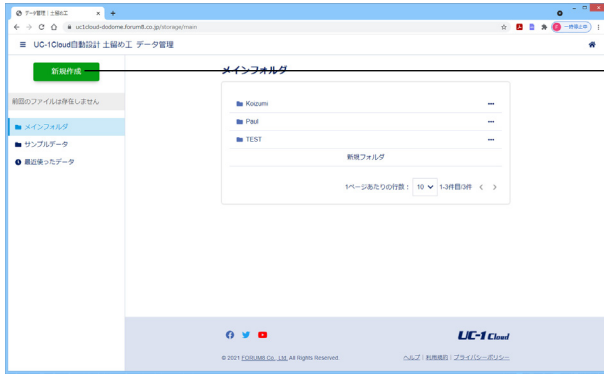 データ管理 | 土留め工
uc1cloud-dodome.forum8.co.jp/storage/main
一時停止中
UC-1Cloud自動設計 土留め工 データ管理
新規作成
メインフォルダ
前回のファイルは存在しません
Koizumi
メインフォルダ
Paul
サンプルデータ
TEST
最近使ったデータ
新規フォルダ
1ページあたりの行数： 10 1-3件目/3件
UC-1 Cloud
© 2021 FORUM8 Co., Ltd. All Rights Reserved.
ヘルプ | 利用規約 | プライバシーポリシー